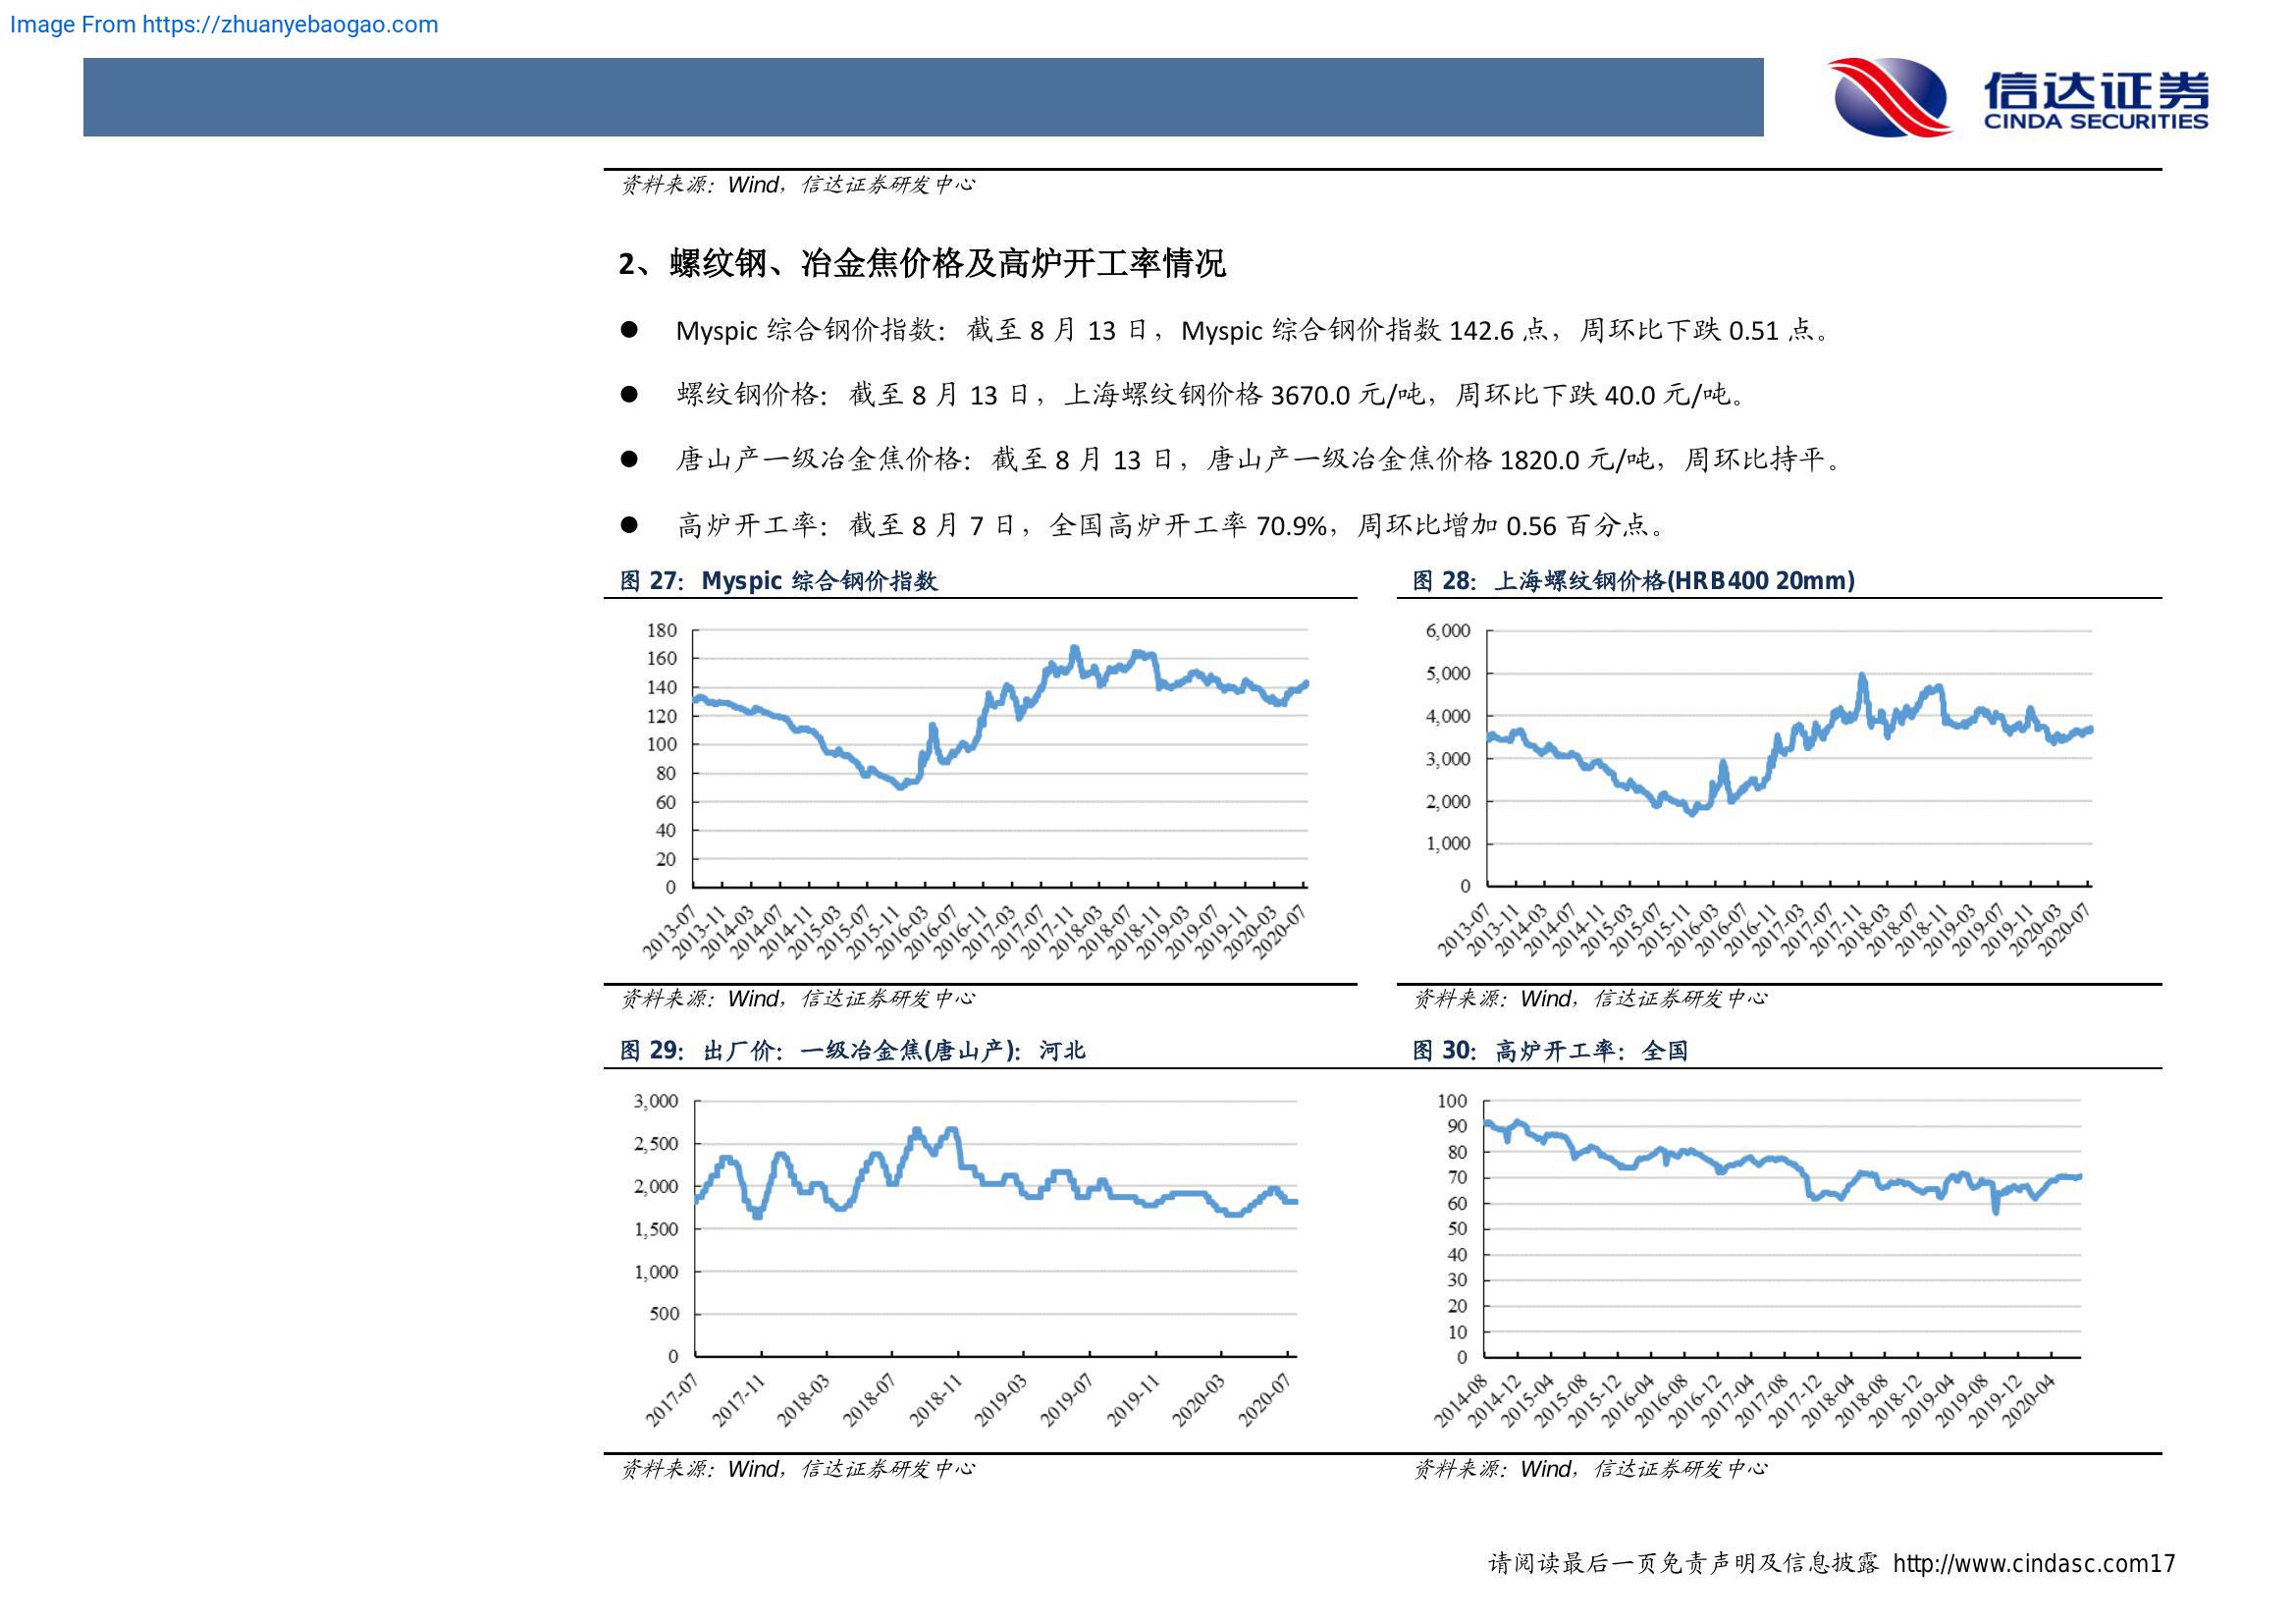 Image From https://zhuanyebaogao.com
信达证券
CINDA SECURITIES
资料来源：Wind，信达证券研发中心
2、螺纹钢、冶金焦价格及高炉开工率情况
● Myspic 综合钢价指数：截至 8 月 13 日，Myspic 综合钢价指数 142.6 点，周环比下跌 0.51 点。
● 螺纹钢价格：截至 8 月 13 日，上海螺纹钢价格 3670.0 元/吨，周环比下跌 40.0 元/吨。
● 唐山产一级冶金焦价格：截至 8 月 13 日，唐山产一级冶金焦价格 1820.0 元/吨，周环比持平。
● 高炉开工率：截至 8 月 7 日，全国高炉开工率 70.9%，周环比增加 0.56 百分点。
图 27：Myspic 综合钢价指数
180
160
140
120
100
80
60
40
20
0
2013-07 2013-11 2014-03 2014-07 2014-11 2015-03 2015-07 2015-11 2016-03 2016-07 2016-11 2017-03 2017-07 2017-11 2018-03 2018-07 2018-11 2019-03 2019-07 2019-11 2020-03 2020-07
资料来源：Wind，信达证券研发中心
图 28：上海螺纹钢价格(HRB400 20mm)
6,000
5,000
4,000
3,000
2,000
1,000
0
2013-07 2013-11 2014-03 2014-07 2014-11 2015-03 2015-07 2015-11 2016-03 2016-07 2016-11 2017-03 2017-07 2017-11 2018-03 2018-07 2018-11 2019-03 2019-07 2019-11 2020-03 2020-07
资料来源：Wind，信达证券研发中心
图 29：出厂价：一级冶金焦(唐山产)：河北
3,000
2,500
2,000
1,500
1,000
500
0
2017-07 2017-11 2018-03 2018-07 2018-11 2019-03 2019-07 2019-11 2020-03 2020-07
资料来源：Wind，信达证券研发中心
图 30：高炉开工率：全国
100
90
80
70
60
50
40
30
20
10
0
2014-08 2014-12 2015-04 2015-08 2015-12 2016-04 2016-08 2016-12 2017-04 2017-08 2017-12 2018-04 2018-08 2018-12 2019-04 2019-08 2019-12 2020-04
资料来源：Wind，信达证券研发中心
请阅读最后一页免责声明及信息披露 http://www.cindasc.com17